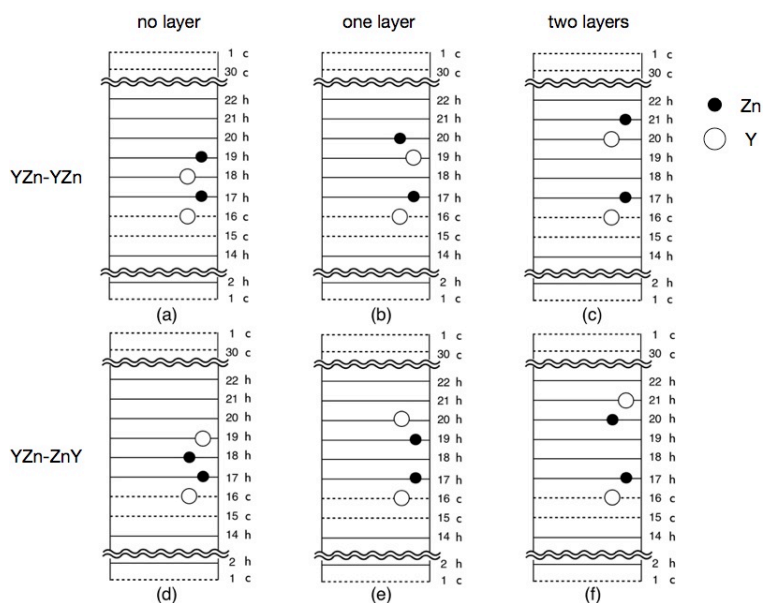 no layer one layer two layers
1 c 1 c 1 c
30 c 30 c 30 c
22 h 22 h 22 h
21 h 21 h 21 h
20 h 20 h 20 h
19 h 19 h 19 h
18 h 18 h 18 h
17 h 17 h 17 h
16 c 16 c 16 c
15 c 15 c 15 c
14 h 14 h 14 h
2 h 2 h 2 h
1 c 1 c 1 c
Zn
Y
YZn-YZn
(a) (b) (c)
1 c 1 c 1 c
30 c 30 c 30 c
22 h 22 h 22 h
21 h 21 h 21 h
20 h 20 h 20 h
19 h 19 h 19 h
18 h 18 h 18 h
17 h 17 h 17 h
16 c 16 c 16 c
15 c 15 c 15 c
14 h 14 h 14 h
2 h 2 h 2 h
1 c 1 c 1 c
YZn-ZnY
(d) (e) (f)